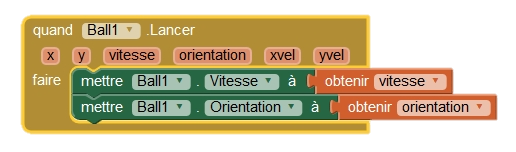 quand Ball1 .Lancer
x y vitesse orientation xvel yvel
faire mettre Ball1 . Vitesse à obtenir vitesse
mettre Ball1 . Orientation à obtenir orientation